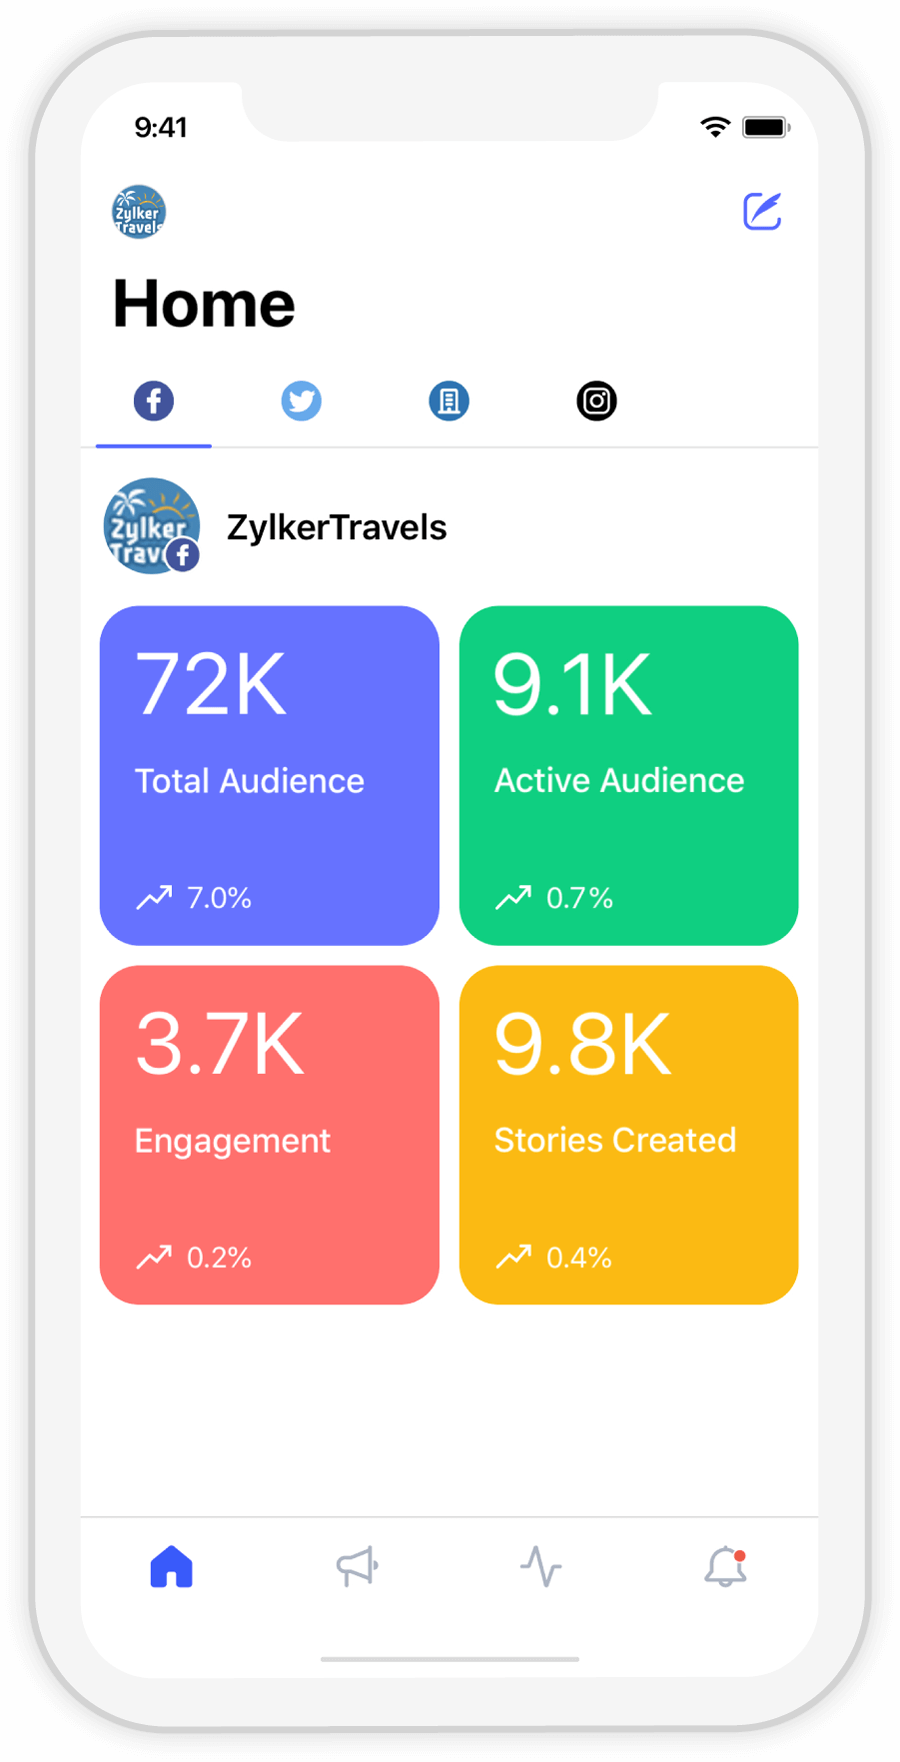 9:41
Zylker
Travels
Home
Zylker
Trav
ZylkerTravels
72K
9.1K
Total Audience
Active Audience
7.0%
0.7%
3.7K
9.8K
Engagement
Stories Created
0.2%
0.4%